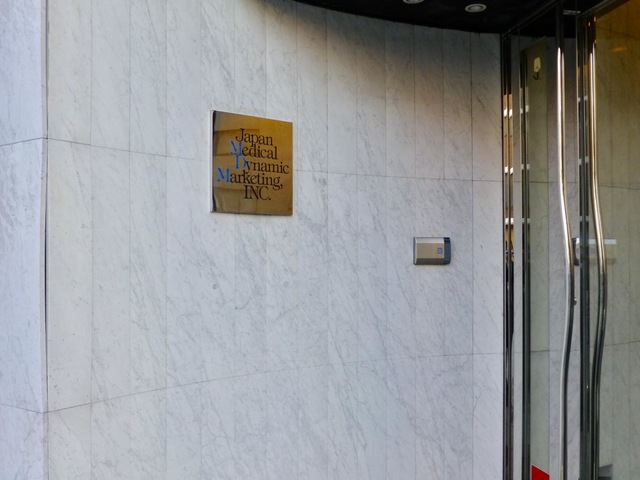 Japan
Medical
Dynamic
Marketing,
INC.